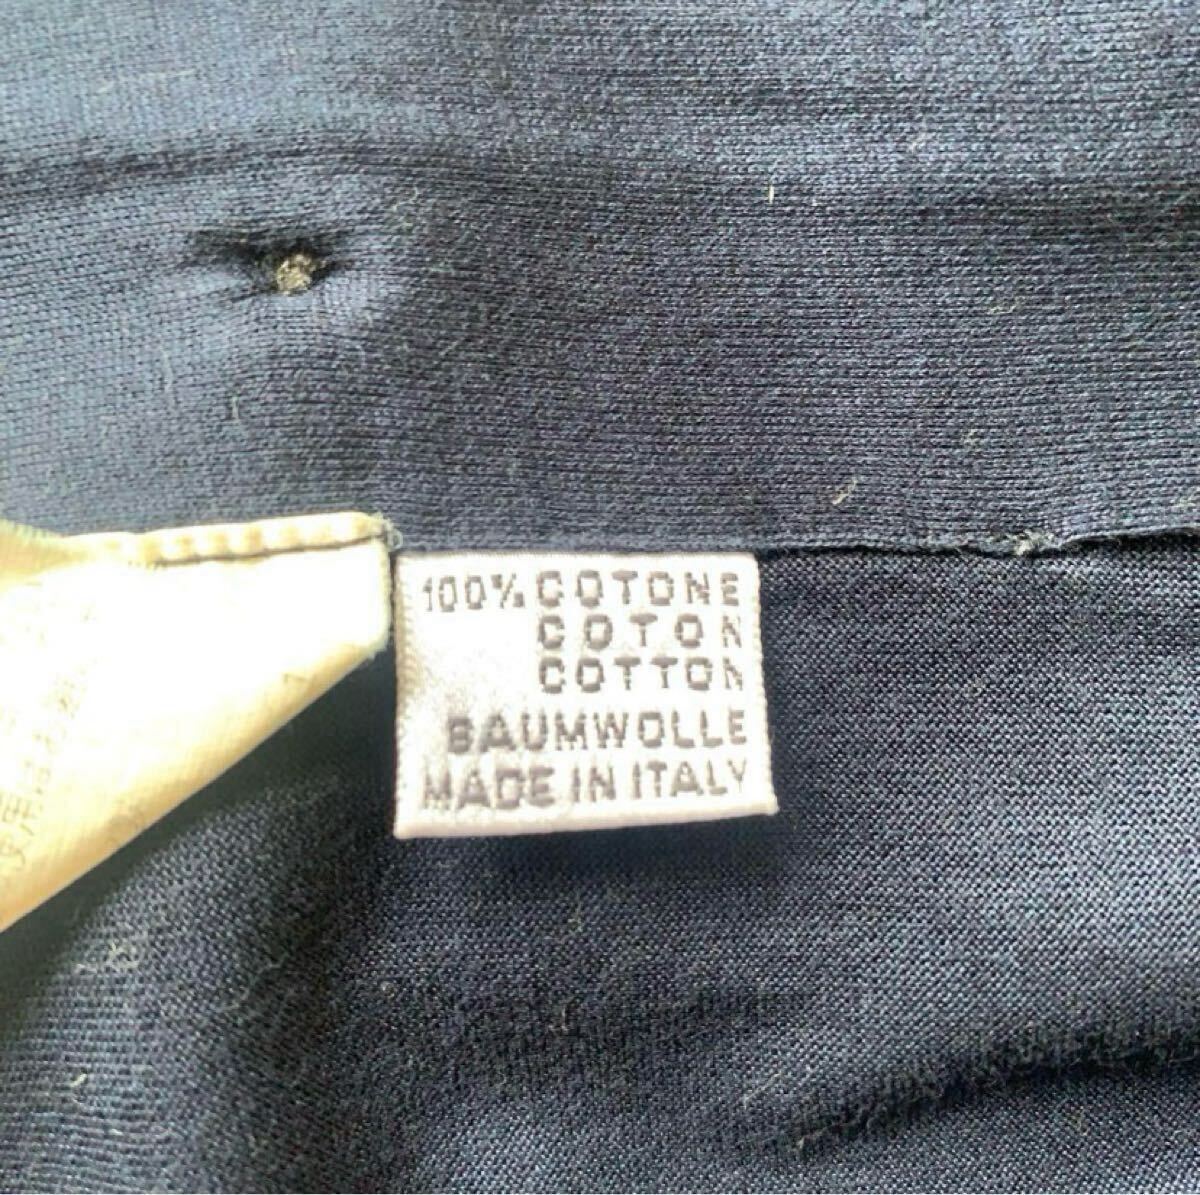 100% COTONE
COTON
COTTON
BAUMWOLLE
MADE IN ITALY